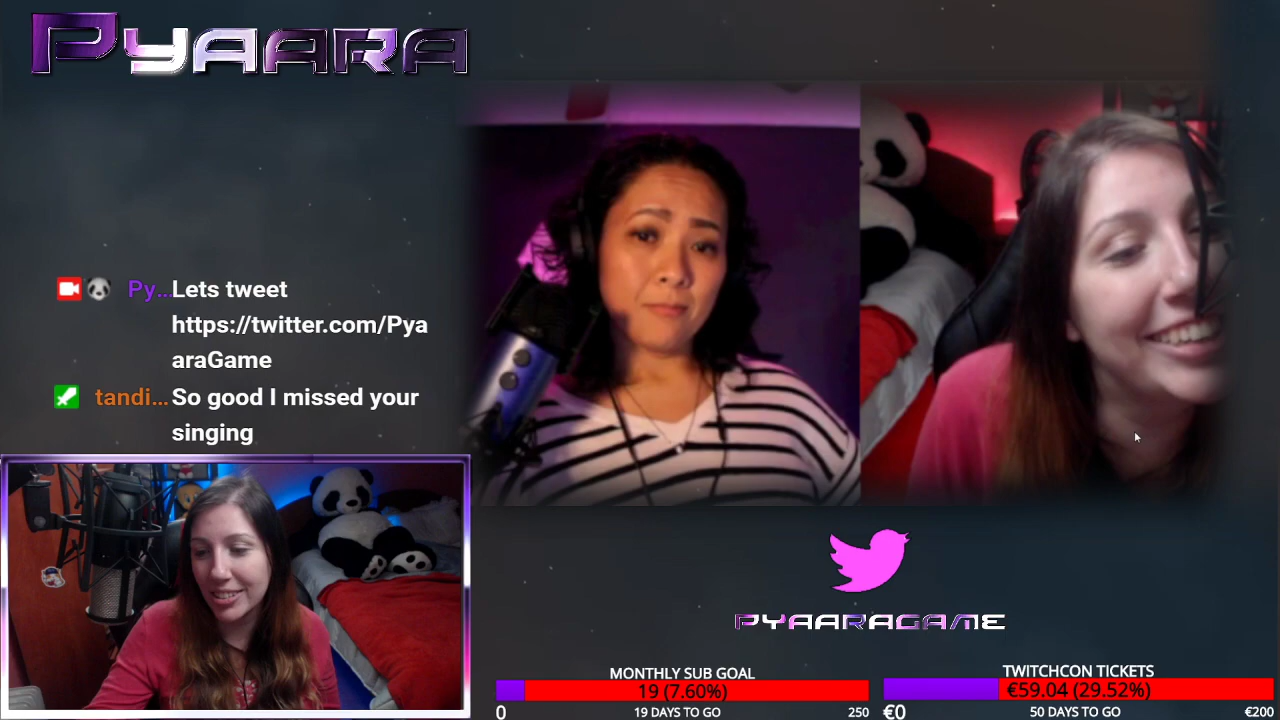 PYAARA
Py...Lets tweet
https://twitter.com/Pya
araGame
tandi...So good I missed your
singing
PYAARAGAME
MONTHLY SUB GOAL
19 (7.60%)
0 19 DAYS TO GO 250
TWITCHCON TICKETS
€59.04 (29.52%)
€0 50 DAYS TO GO €200